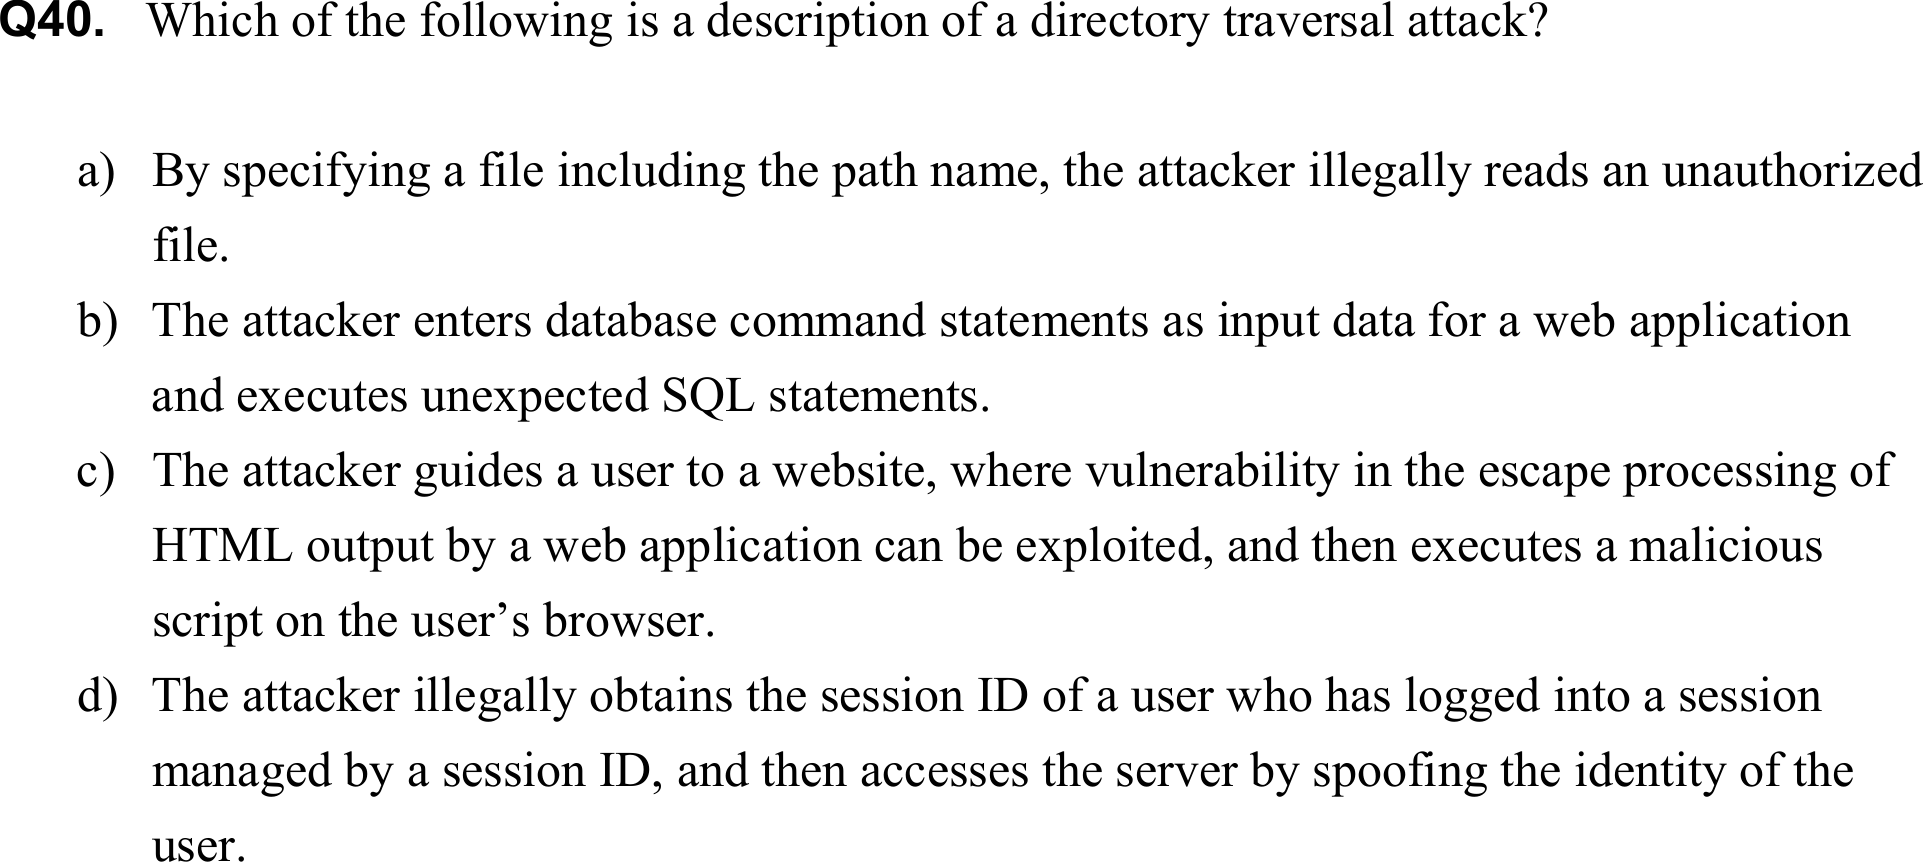 Q40. Which of the following is a description of a directory traversal attack?
a) By specifying a file including the path name, the attacker illegally reads an unauthorized
file.
b) The attacker enters database command statements as input data for a web application
and executes unexpected SQL statements.
c) The attacker guides a user to a website, where vulnerability in the escape processing of
HTML output by a web application can be exploited, and then executes a malicious
script on the user’s browser.
d) The attacker illegally obtains the session ID of a user who has logged into a session
managed by a session ID, and then accesses the server by spoofing the identity of the
user.